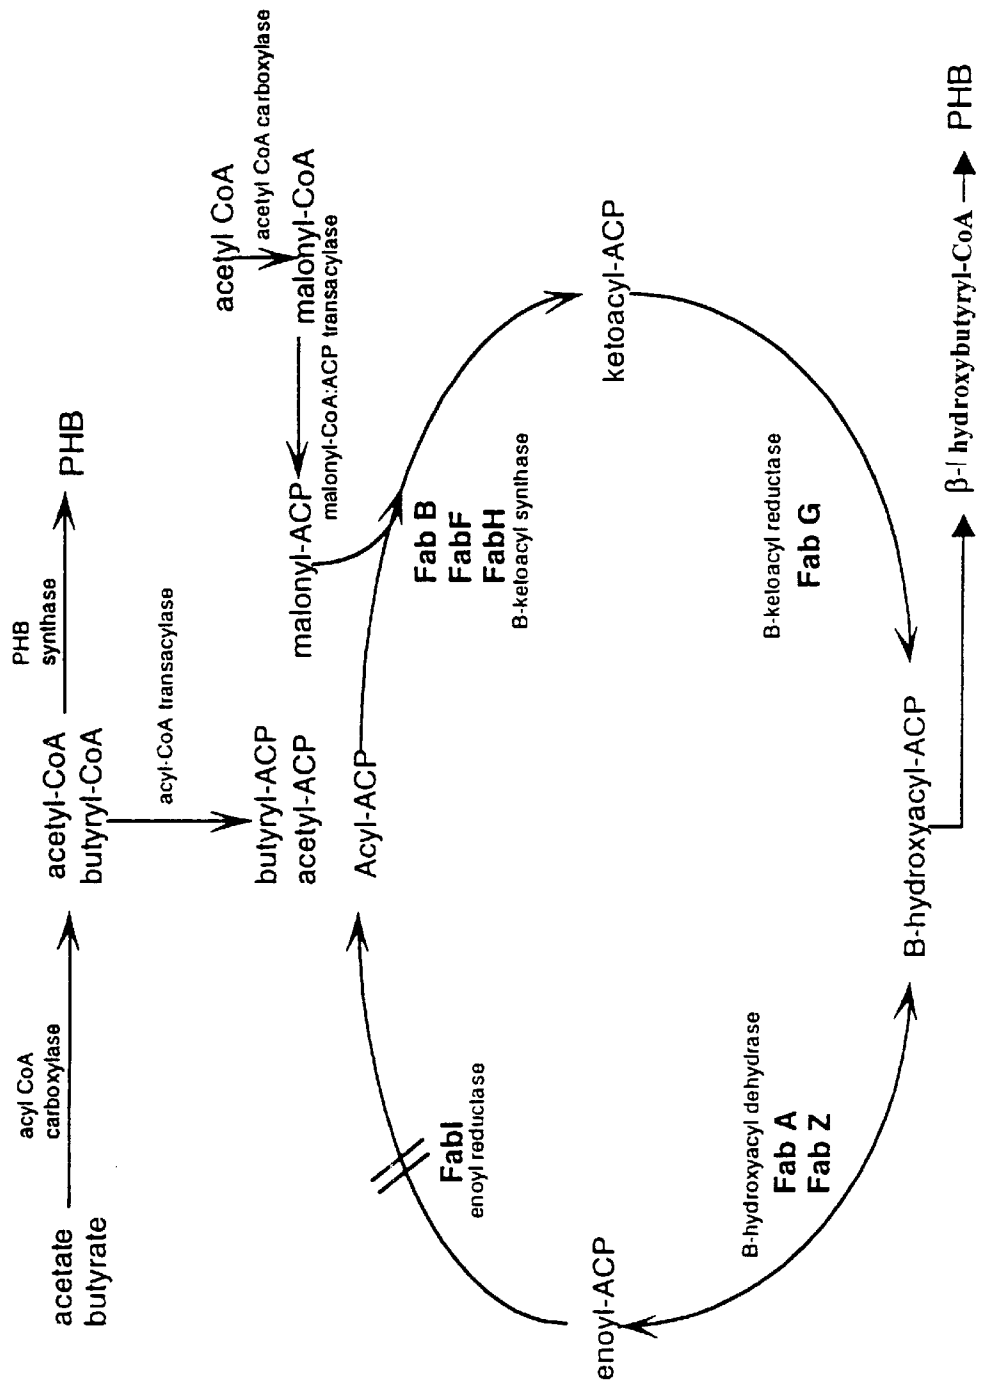 acetate
butyrate
acyl CoA
carboxylase
acetyl-CoA
butyryl-CoA
PHB
synthase
PHB
acyl-CoA transacylase
butyryl-ACP
acetyl-ACP
Acyl-ACP
acetyl CoA
acetyl CoA carboxylase
malonyl-CoA
malonyl-CoA:ACP transacylase
malonyl-ACP
Fab B
FabF
FabH
B-ketoacyl synthase
ketoacyl-ACP
B-ketoacyl reductase
Fab G
B-hydroxyacyl-ACP
β-hydroxybutyryl-CoA
PHB
B-hydroxyacyl dehydrase
Fab A
Fab Z
enoyl-ACP
FabI
enoyl reductase